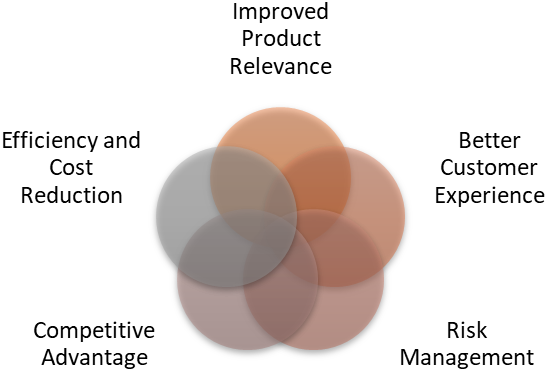 Improved
Product
Relevance
Efficiency and
Cost
Reduction
Better
Customer
Experience
Competitive
Advantage
Risk
Management